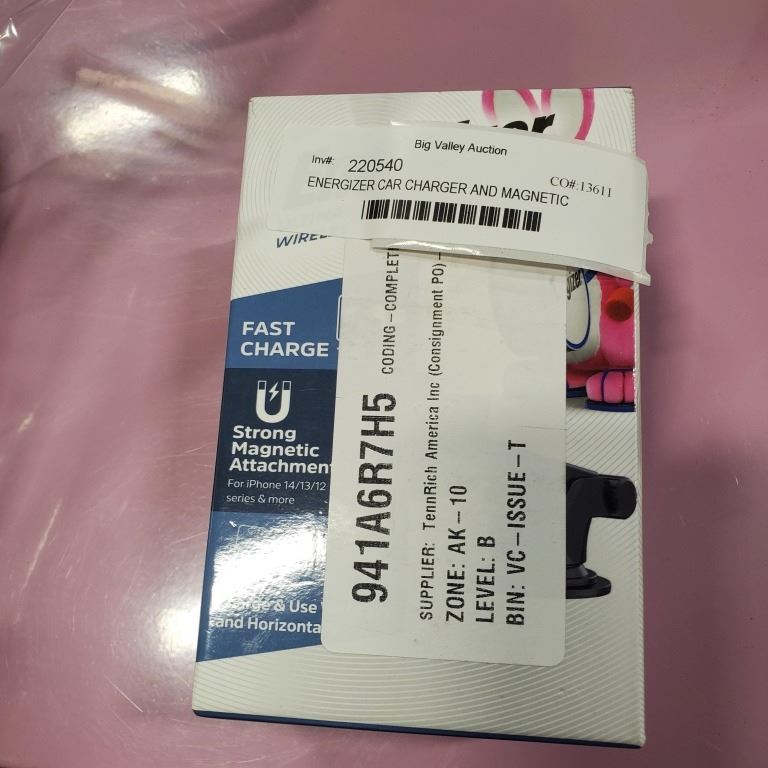 Big Valley Auction
Inv#: 220540
CO#:13611
ENERGIZER CAR CHARGER AND MAGNETIC
FAST
CHARGE
Strong
Magnetic
Attachment
For iPhone 14/13/12
series & more
& Use
and Horizonta
941A6R7H5 CODING-COMPLET
SUPPLIER: TennRich America Inc (Consignment PO)-
ZONE: AK-10
LEVEL: B
BIN: VC-ISSUE-T